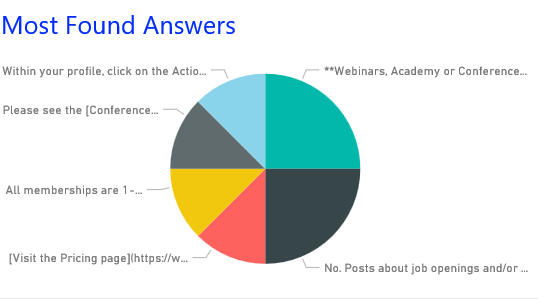 Most Found Answers
Within your profile, click on the Actio...
**Webinars, Academy or Conference...
Please see the [Conference...
All memberships are 1-...
[Visit the Pricing page](https://w...
No. Posts about job openings and/or ...